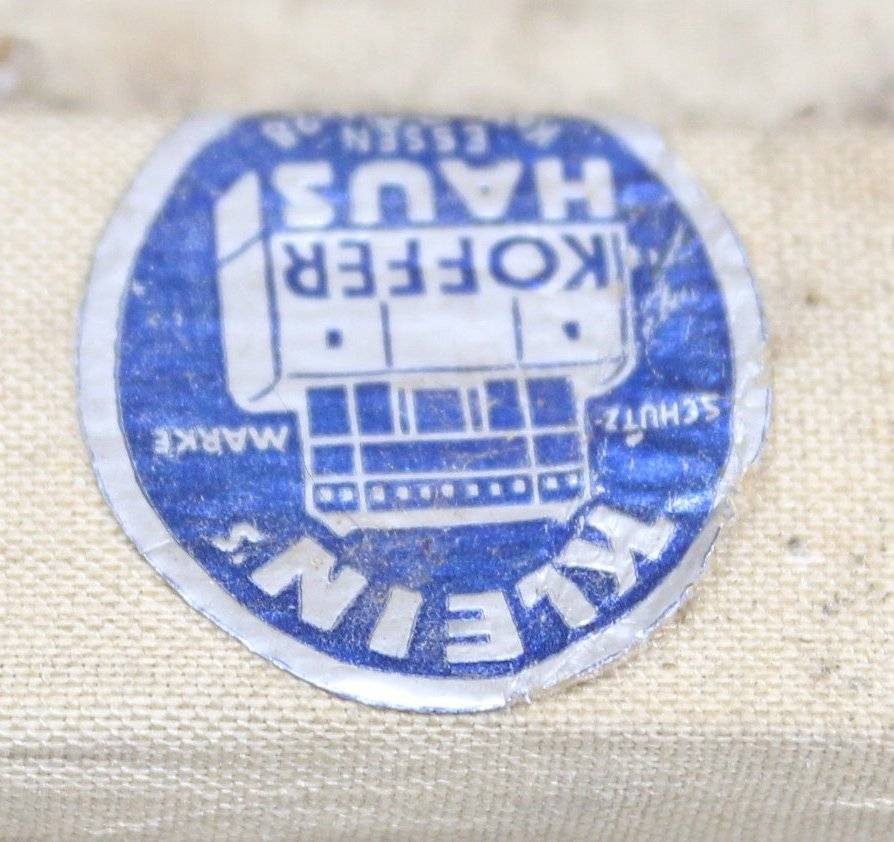 KLEIN'S
SCHUTZ- MARKE
KOFFER
HAUS
ESSEN